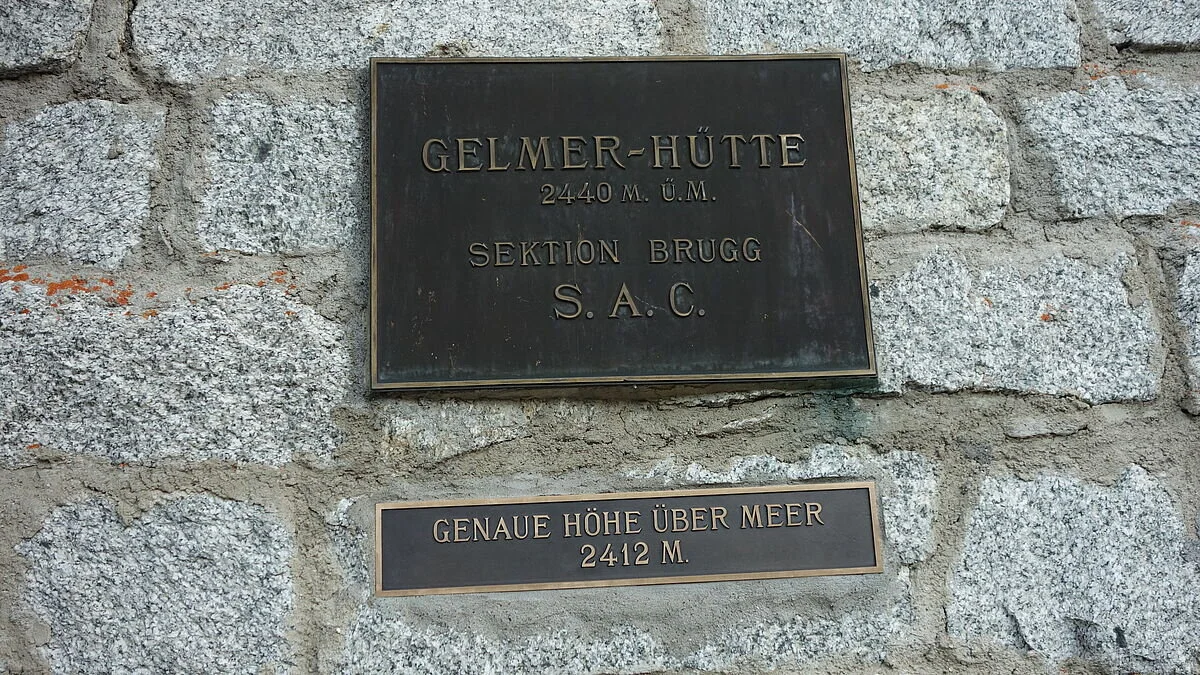 GELMER-HÜTTE
2440 M. Ü.M.
SEKTION BRUGG
S. A. C.
GENAUE HÖHE ÜBER MEER
2412 M.